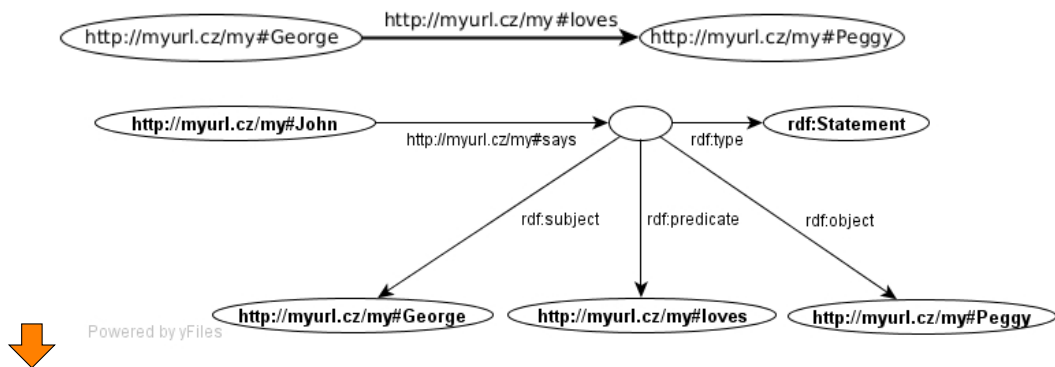 http://myurl.cz/my#loves
http://myurl.cz/my#George http://myurl.cz/my#Peggy
http://myurl.cz/my#John rdf:Statement
http://myurl.cz/my#says rdf:type
rdf:subject rdf:predicate rdf:object
http://myurl.cz/my#George http://myurl.cz/my#loves http://myurl.cz/my#Peggy
Powered by yFiles